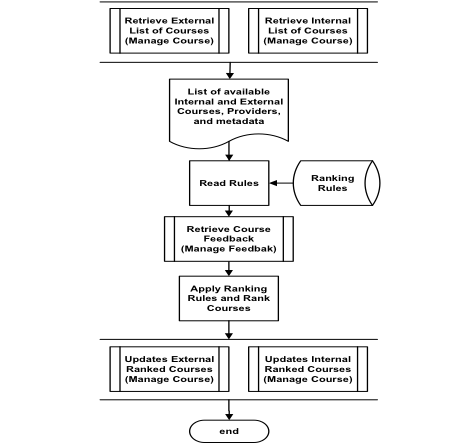 Retrieve External
List of Courses
(Manage Course)
Retrieve Internal
List of Courses
(Manage Course)
List of available
Internal and External
Courses, Providers,
and metadata
Read Rules
Ranking
Rules
Retrieve Course
Feedback
(Manage Feedbak)
Apply Ranking
Rules and Rank
Courses
Updates External
Ranked Courses
(Manage Course)
Updates Internal
Ranked Courses
(Manage Course)
end